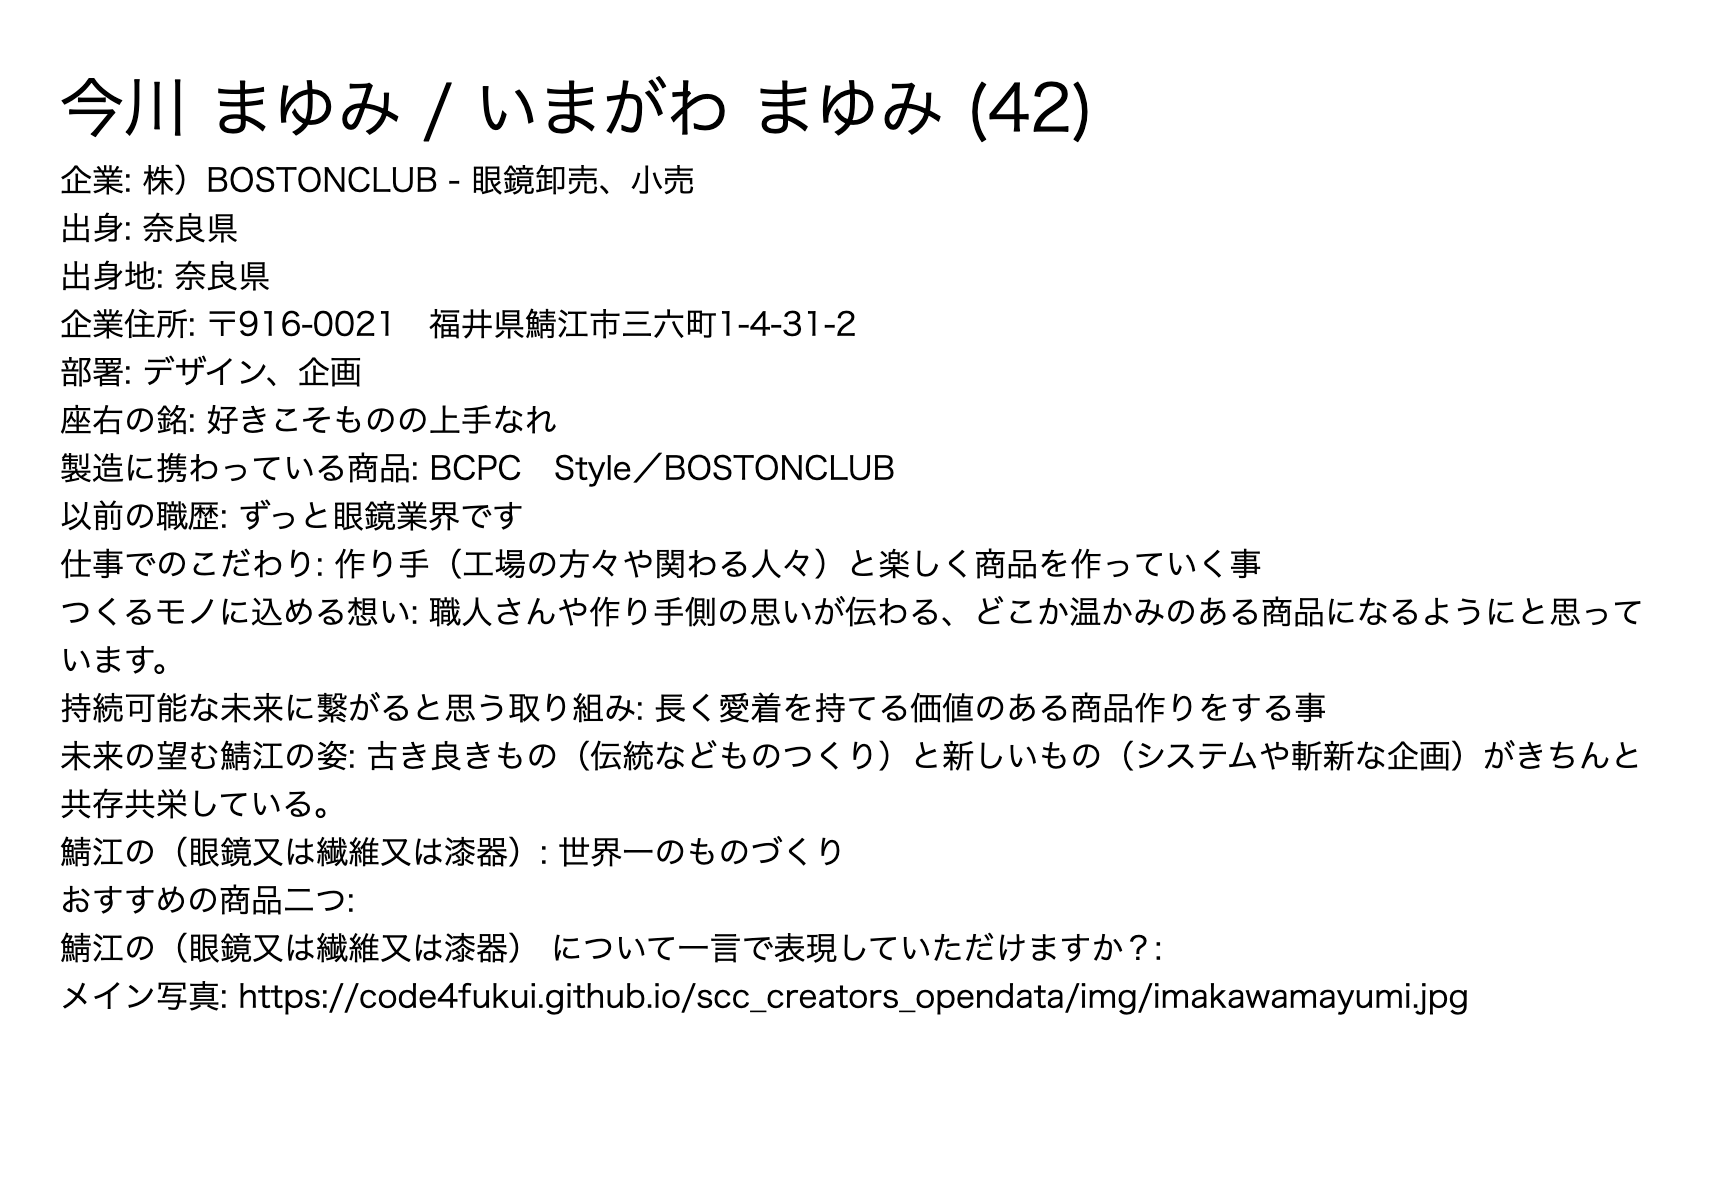 今川 まゆみ / いまがわ まゆみ (42)
企業: 株）BOSTONCLUB - 眼鏡卸売、小売
出身: 奈良県
出身地: 奈良県
企業住所: 〒916-0021　福井県鯖江市三六町1-4-31-2
部署: デザイン、企画
座右の銘: 好きこそものの上手なれ
製造に携わっている商品: BCPC　Style／BOSTONCLUB
以前の職歴: ずっと眼鏡業界です
仕事でのこだわり: 作り手（工場の方々や関わる人々）と楽しく商品を作っていく事
つくるモノに込める想い: 職人さんや作り手側の思いが伝わる、どこか温かみのある商品になるようにと思って
います。
持続可能な未来に繋がると思う取り組み: 長く愛着を持てる価値のある商品作りをする事
未来の望む鯖江の姿: 古き良きもの（伝統などものつくり）と新しいもの（システムや斬新な企画）がきちんと
共存共栄している。
鯖江の（眼鏡又は繊維又は漆器）: 世界一のものづくり
おすすめの商品二つ:
鯖江の（眼鏡又は繊維又は漆器） について一言で表現していただけますか？:
メイン写真: https://code4fukui.github.io/scc_creators_opendata/img/imakawamayumi.jpg